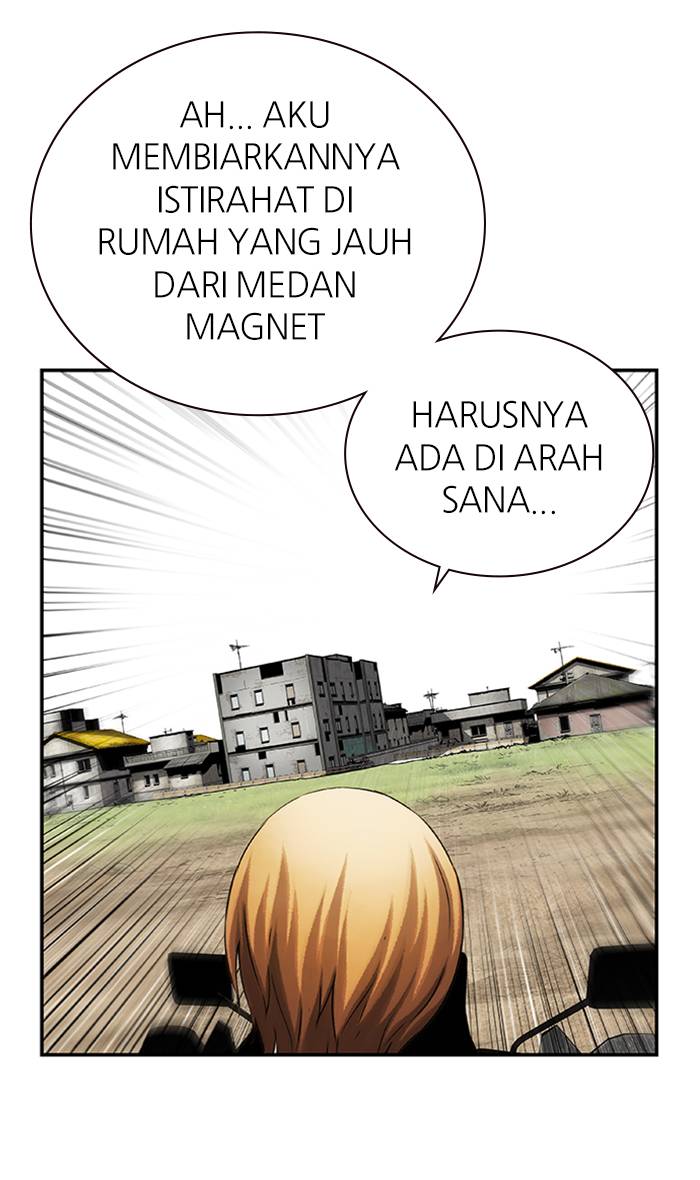 AH... AKU
MEMBIARKANNYA
ISTIRAHAT DI
RUMAH YANG JAUH
DARI MEDAN
MAGNET
HARUSNYA
ADA DI ARAH
SANA...